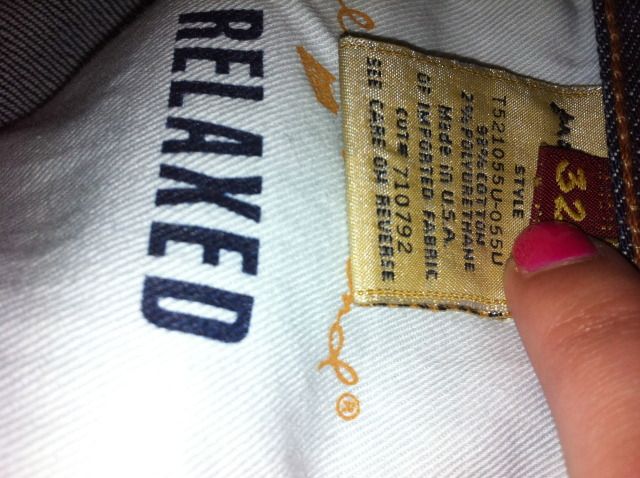 RELAXED
®
32
STYLE
T521055U-055U
98% COTTON
2% POLYURETHANE
Made in U.S.A.
OF IMPORTED FABRIC
CUT# 710792
SEE CARE ON REVERSE